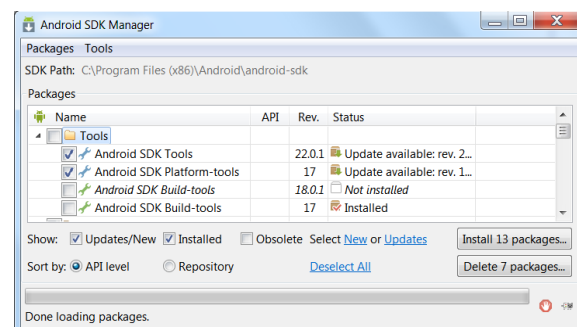 Android SDK Manager
Packages Tools
SDK Path: C:\Program Files (x86)\Android\android-sdk
Packages
Name API Rev. Status
Tools
Android SDK Tools 22.0.1 Update available: rev. 2...
Android SDK Platform-tools 17 Update available: rev. 1...
Android SDK Build-tools 18.0.1 Not installed
Android SDK Build-tools 17 Installed
Show: Updates/New Installed Obsolete Select New or Updates Install 13 packages...
Sort by: API level Repository Deselect All Delete 7 packages...
Done loading packages.